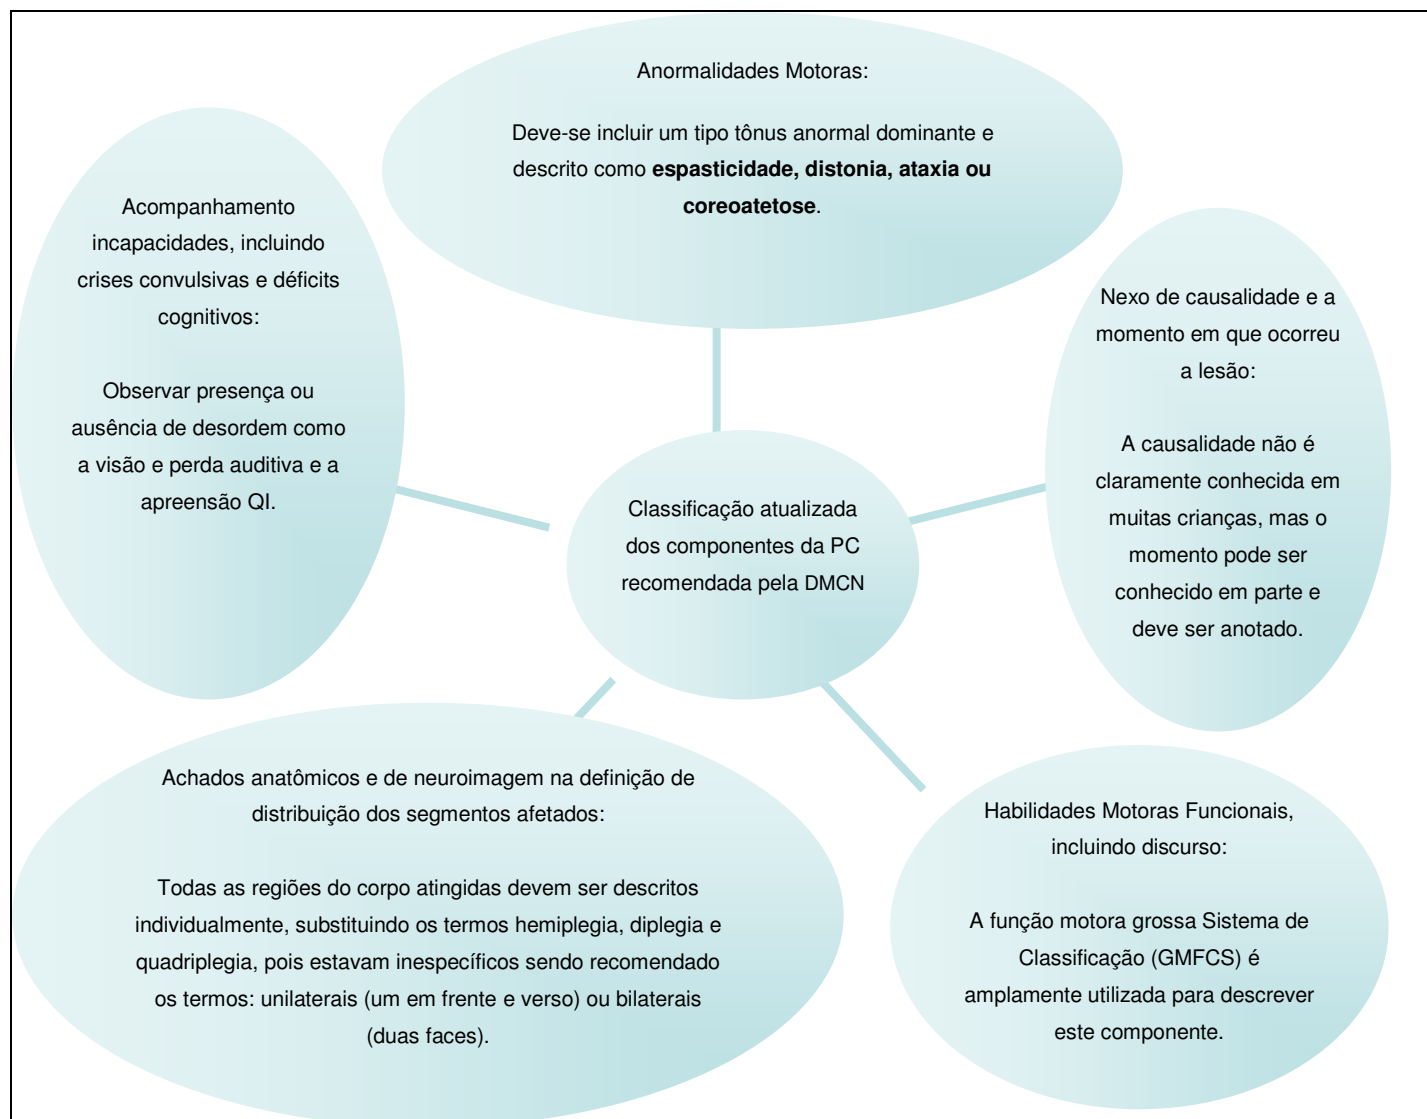 Anormalidades Motoras:
Deve-se incluir um tipo tônus anormal dominante e
descrito como espasticidade, distonia, ataxia ou
coreoatetose.
Acompanhamento
incapacidades, incluindo
crises convulsivas e déficits
cognitivos:
Observar presença ou
ausência de desordem como
a visão e perda auditiva e a
apreensão QI.
Nexo de causalidade e a
momento em que ocorreu
a lesão:
A causalidade não é
claramente conhecida em
muitas crianças, mas o
momento pode ser
conhecido em parte e
deve ser anotado.
Classificação atualizada
dos componentes da PC
recomendada pela DMCN
Achados anatômicos e de neuroimagem na definição de
distribuição dos segmentos afetados:
Todas as regiões do corpo atingidas devem ser descritos
individualmente, substituindo os termos hemiplegia, diplegia e
quadriplegia, pois estavam inespecíficos sendo recomendado
os termos: unilaterais (um em frente e verso) ou bilaterais
(duas faces).
Habilidades Motoras Funcionais,
incluindo discurso:
A função motora grossa Sistema de
Classificação (GMFCS) é
amplamente utilizada para descrever
este componente.